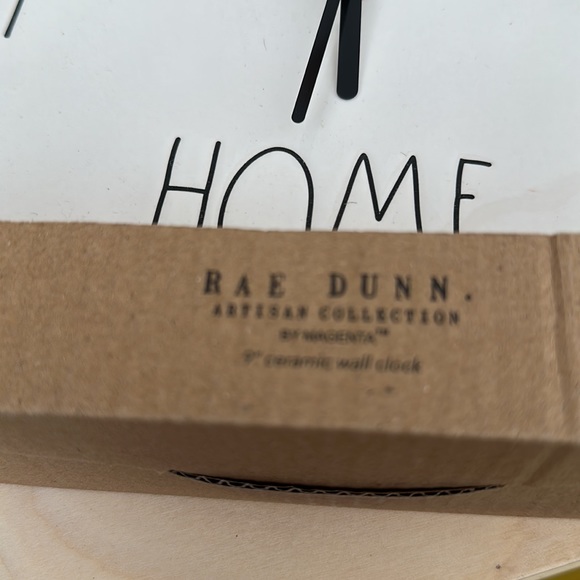 HOME
RAE DUNN.
ARTISAN COLLECTION
BY MAGENTA™
9" ceramic wall clock